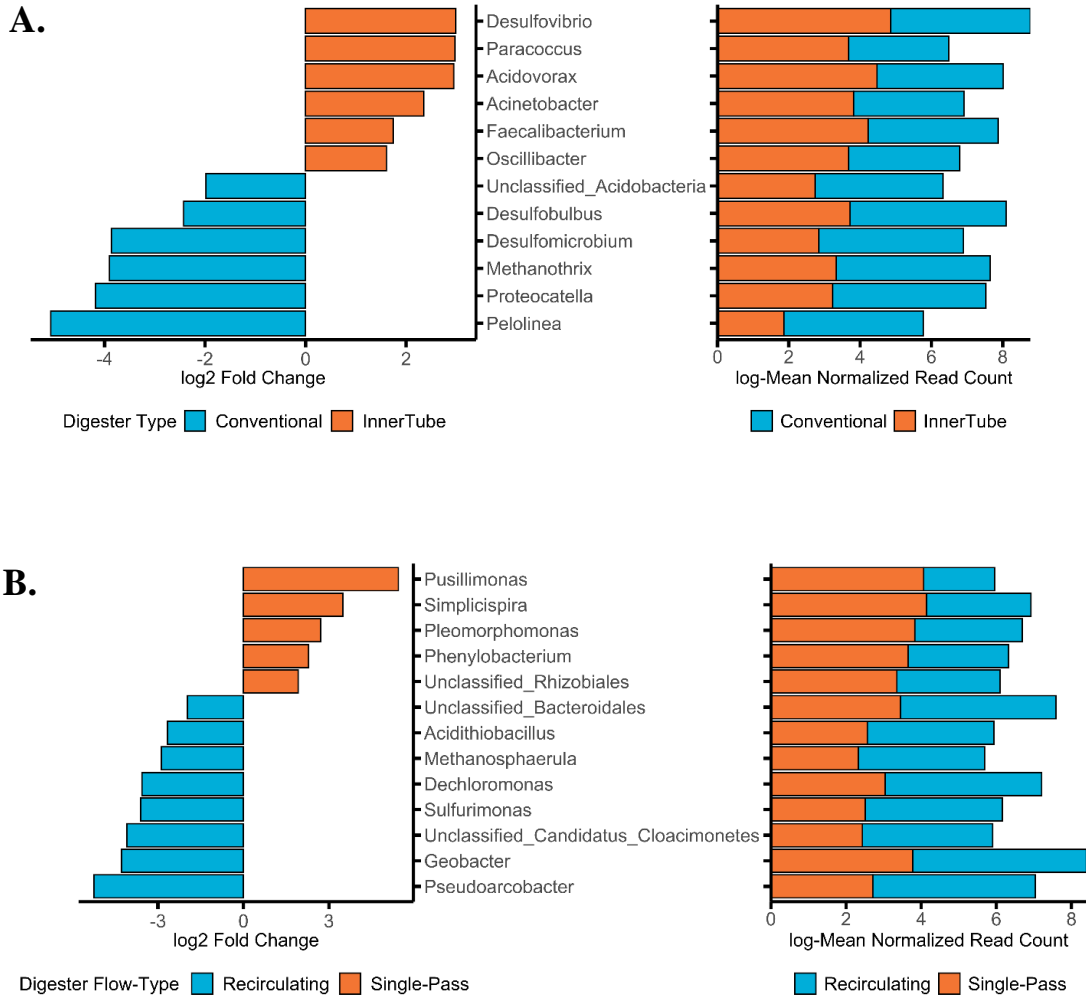 A.
Desulfovibrio
Paracoccus
Acidovorax
Acinetobacter
Faecalibacterium
Oscillibacter
Unclassified_Acidobacteria
Desulfobulbus
Desulfomicrobium
Methanothrix
Proteocatella
Pelolinea
-4 -2 0 2
0 2 4 6 8
log2 Fold Change
log-Mean Normalized Read Count
Digester Type Conventional InnerTube
Conventional InnerTube
B.
Pusillimonas
Simplicispira
Pleomorphomonas
Phenylobacterium
Unclassified_Rhizobiales
Unclassified_Bacteroidales
Acidithiobacillus
Methanosphaerula
Dechloromonas
Sulfurimonas
Unclassified_Candidatus_Cloacimonetes
Geobacter
Pseudoarcobacter
-3 0 3
0 2 4 6 8
log2 Fold Change
log-Mean Normalized Read Count
Digester Flow-Type Recirculating Single-Pass
Recirculating Single-Pass